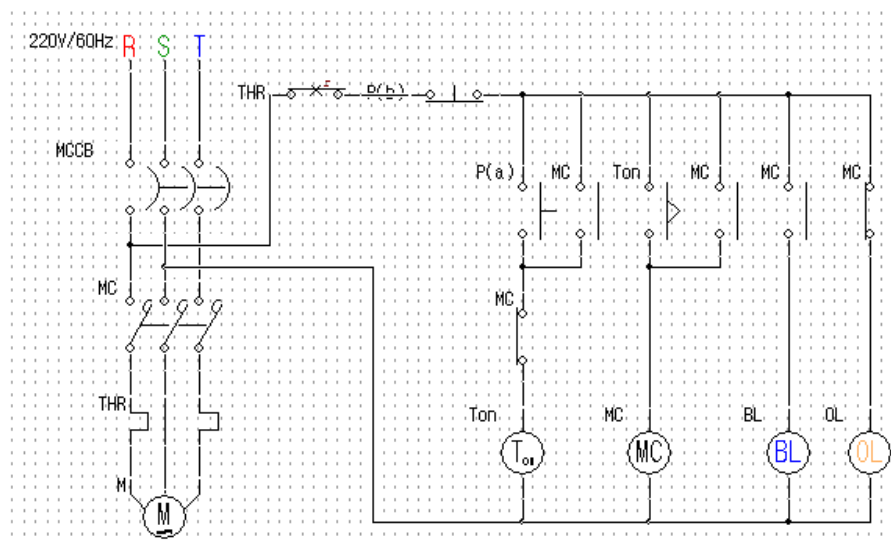 220V/60Hz R S T
THR P(b)
MCCB
P(a) MC Ton MC MC MC
MC MC
THR
Ton MC BL OL
Ton MC BL OL
M
M